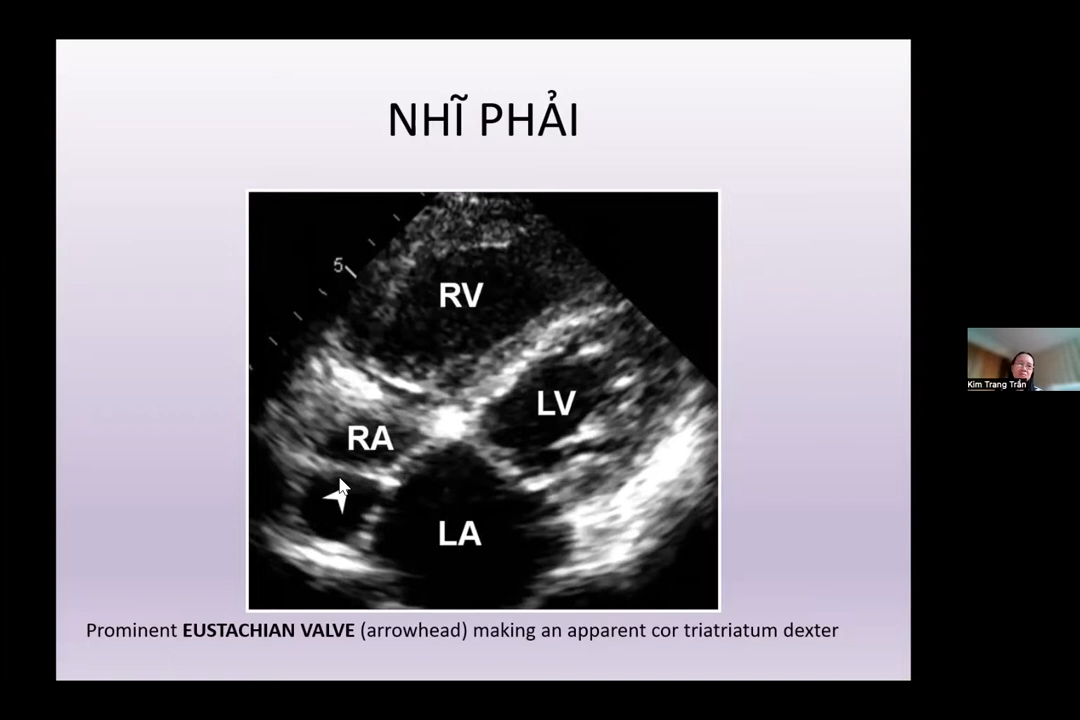 NHĨ PHẢI
5
RV
LV
RA
LA
Kim Trang Trần
Prominent EUSTACHIAN VALVE (arrowhead) making an apparent cor triatriatum dexter